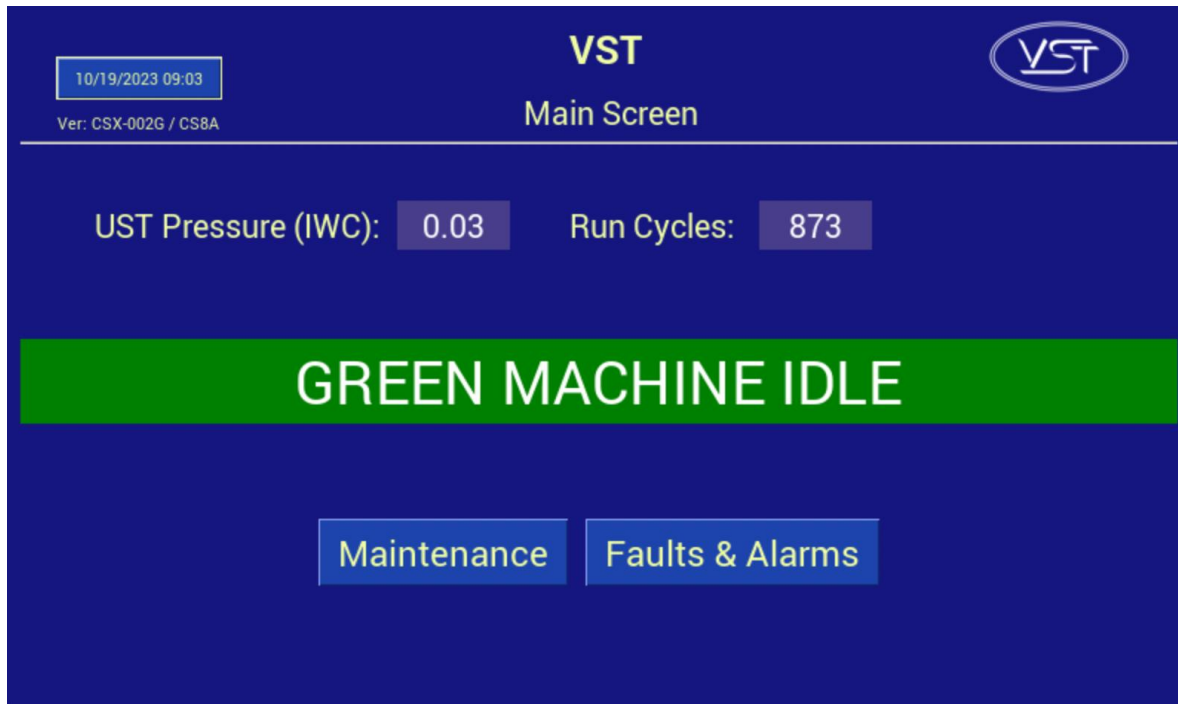 VST
10/19/2023 09:03
VST
Main Screen
Ver: CSX-002G / CS8A
UST Pressure (IWC): 0.03 Run Cycles: 873
GREEN MACHINE IDLE
Maintenance Faults & Alarms